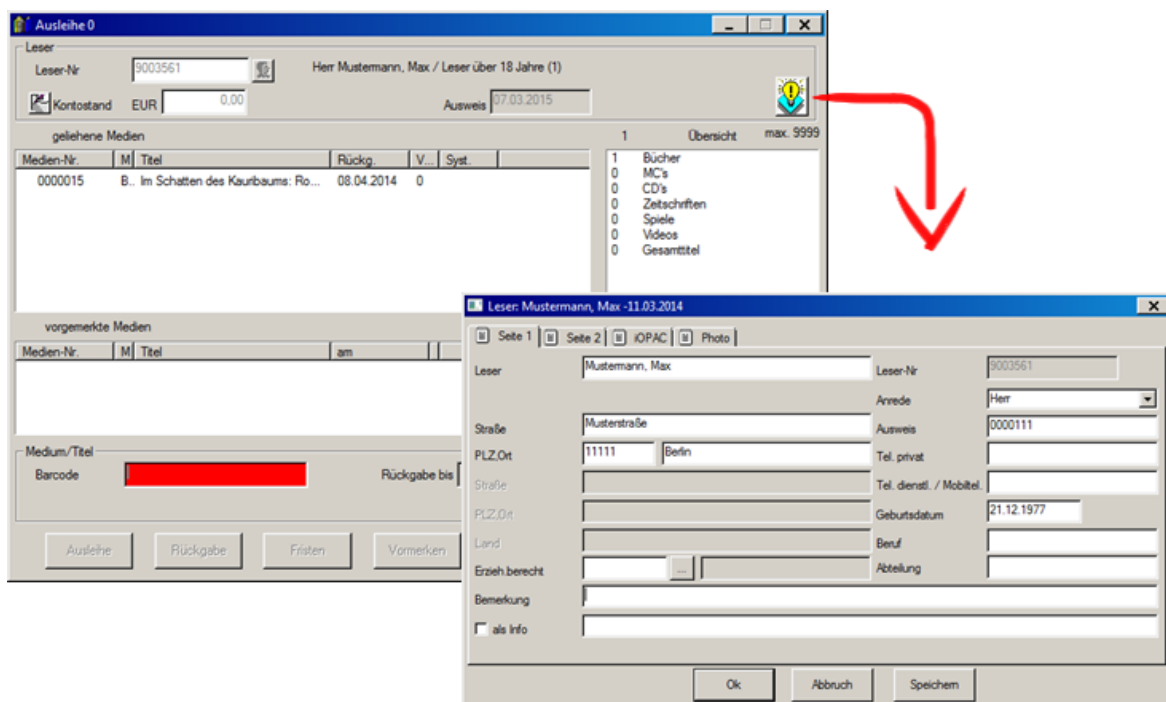 Ausleihe 0
Leser
Leser-Nr 9003561 Herr Mustermann, Max / Leser über 18 Jahre (1)
Kontostand EUR 0,00 Ausweis 07.03.2015
geliehene Medien 1 Übersicht max. 9999
Medien-Nr. M Titel Rückg. V... Syst.
0000015 B.. Im Schatten des Kauribaums: Ro... 08.04.2014 0
1 Bücher
0 MC's
0 CD's
0 Zeitschriften
0 Spiele
0 Videos
0 Gesamttitel
vorgemerkte Medien
Medien-Nr. M Titel am
Medium/Titel
Barcode Rückgabe bis
Ausleihe Rückgabe Fristen Vormerken
Leser: Mustermann, Max -11.03.2014
Seite 1 Seite 2 iOPAC Photo
Leser Mustermann, Max Leser-Nr 9003561
Anrede Herr
Straße Musterstraße Ausweis 0000111
PLZ,Ort 11111 Berlin Tel. privat
Straße Tel. dienstl. / Mobiltel.
PLZ,Ort Geburtsdatum 21.12.1977
Land Beruf
Erzieh.berecht ... Abteilung
Bemerkung
als Info
Ok Abbruch Speichern